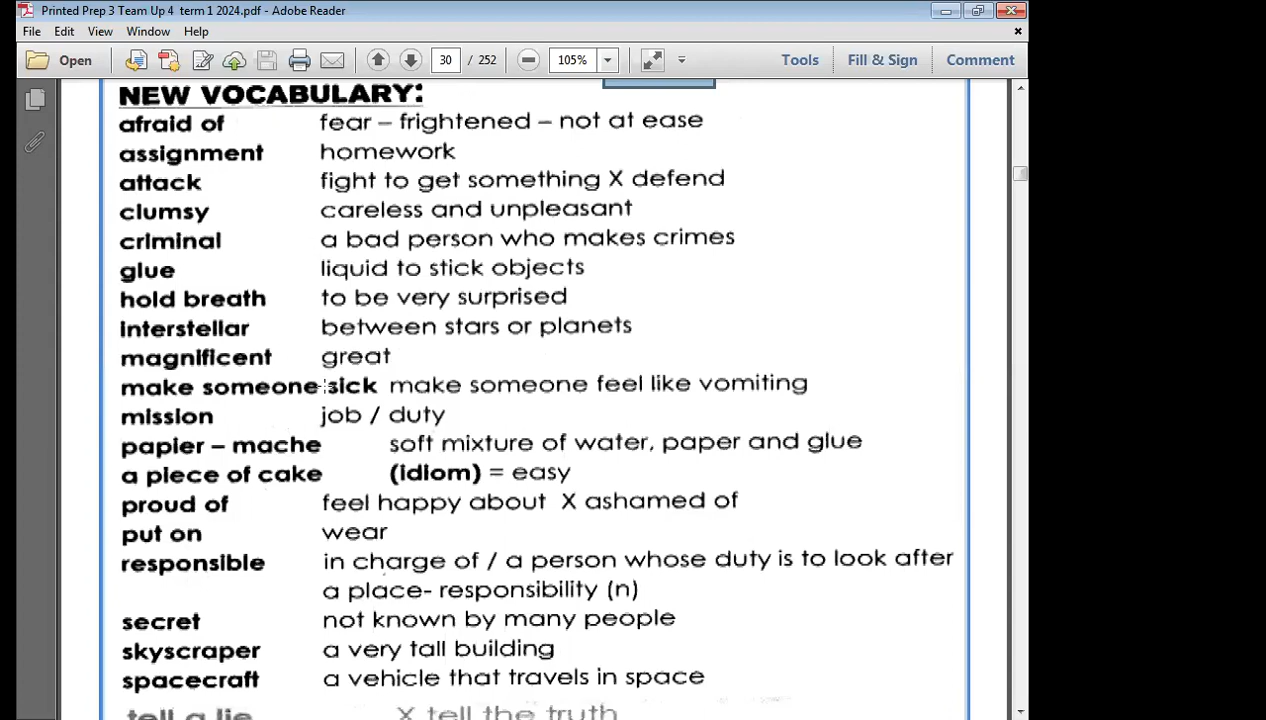 Printed Prep 3 Team Up 4 term 1 2024.pdf - Adobe Reader
File Edit View Window Help
Open 30 / 252 105% Tools Fill & Sign Comment
NEW VOCABULARY:
afraid of fear – frightened – not at ease
assignment homework
attack fight to get something X defend
clumsy careless and unpleasant
criminal a bad person who makes crimes
glue liquid to stick objects
hold breath to be very surprised
interstellar between stars or planets
magnificent great
make someone sick make someone feel like vomiting
mission job / duty
papier – mache soft mixture of water, paper and glue
a piece of cake (idiom) = easy
proud of feel happy about X ashamed of
put on wear
responsible in charge of / a person whose duty is to look after
a place- responsibility (n)
secret not known by many people
skyscraper a very tall building
spacecraft a vehicle that travels in space
tell a lie X tell the truth